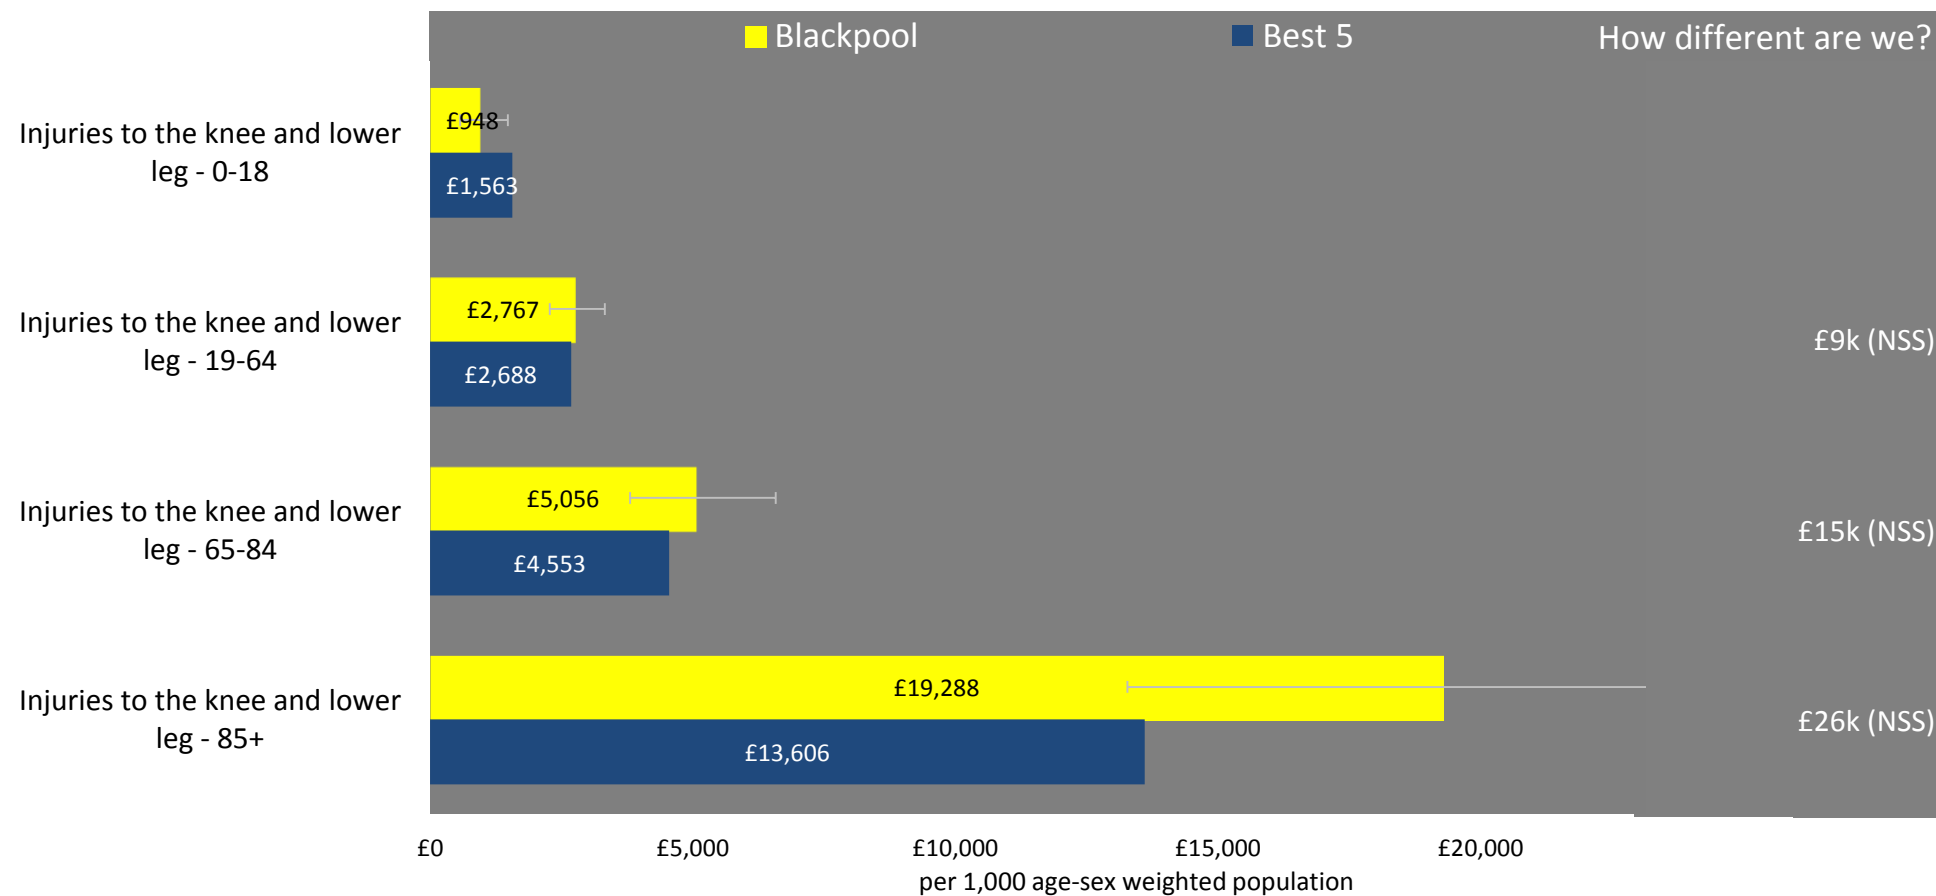 Blackpool
Best 5
How different are we?
Injuries to the knee and lower
leg - 0-18
£948
£1,563
Injuries to the knee and lower
leg - 19-64
£2,767
£2,688
£9k (NSS)
Injuries to the knee and lower
leg - 65-84
£5,056
£4,553
£15k (NSS)
Injuries to the knee and lower
leg - 85+
£19,288
£13,606
£26k (NSS)
£0
£5,000
£10,000
£15,000
£20,000
per 1,000 age-sex weighted population